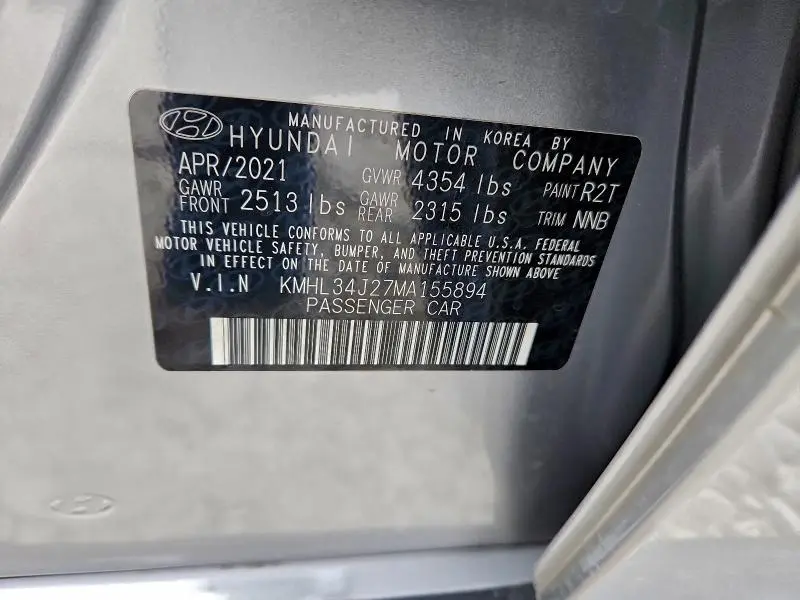 MANUFACTURED IN KOREA BY
HYUNDAI MOTOR COMPANY
APR/2021 GVWR 4354 lbs PAINT R2T
GAWR FRONT 2513 lbs GAWR REAR 2315 lbs TRIM NNB
THIS VEHICLE CONFORMS TO ALL APPLICABLE U.S.A. FEDERAL
MOTOR VEHICLE SAFETY, BUMPER, AND THEFT PREVENTION STANDARDS
IN EFFECT ON THE DATE OF MANUFACTURE SHOWN ABOVE
V.I.N KMHL34J27MA155894
PASSENGER CAR